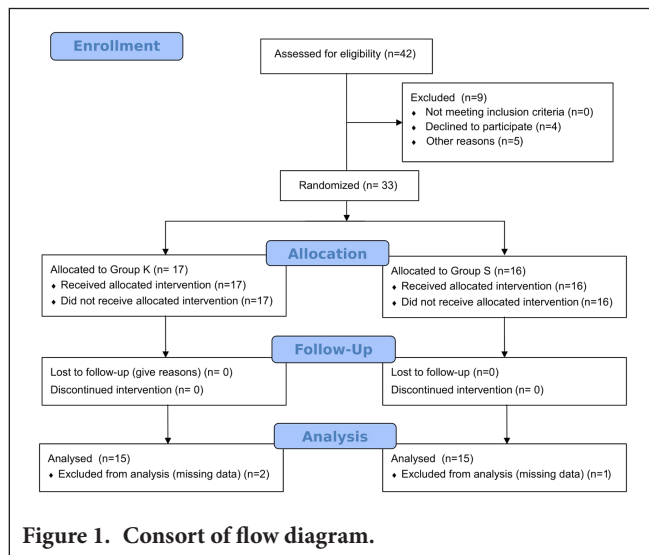 Enrollment
Assessed for eligibility (n=42)
Excluded (n=9)
♦ Not meeting inclusion criteria (n=0)
♦ Declined to participate (n=4)
♦ Other reasons (n=5)
Randomized (n= 33)
Allocation
Allocated to Group K (n= 17)
♦ Received allocated intervention (n=17)
♦ Did not receive allocated intervention (n=17)
Allocated to Group S (n=16)
♦ Received allocated intervention (n=16)
♦ Did not receive allocated intervention (n=16)
Follow-Up
Lost to follow-up (give reasons) (n= 0)
Discontinued intervention (n= 0)
Lost to follow-up (n=0)
Discontinued intervention (n= 0)
Analysis
Analysed (n=15)
♦ Excluded from analysis (missing data) (n=2)
Analysed (n=15)
♦ Excluded from analysis (missing data) (n=1)
Figure 1. Consort of flow diagram.